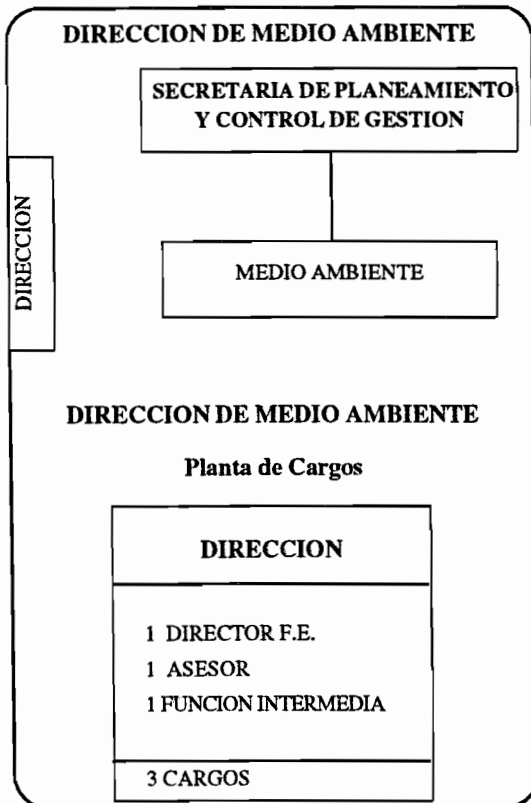 DIRECCION DE MEDIO AMBIENTE
SECRETARIA DE PLANEAMIENTO
Y CONTROL DE GESTION
DIRECCION
MEDIO AMBIENTE
DIRECCION DE MEDIO AMBIENTE
Planta de Cargos
DIRECCION
1 DIRECTOR F.E.
1 ASESOR
1 FUNCION INTERMEDIA
3 CARGOS